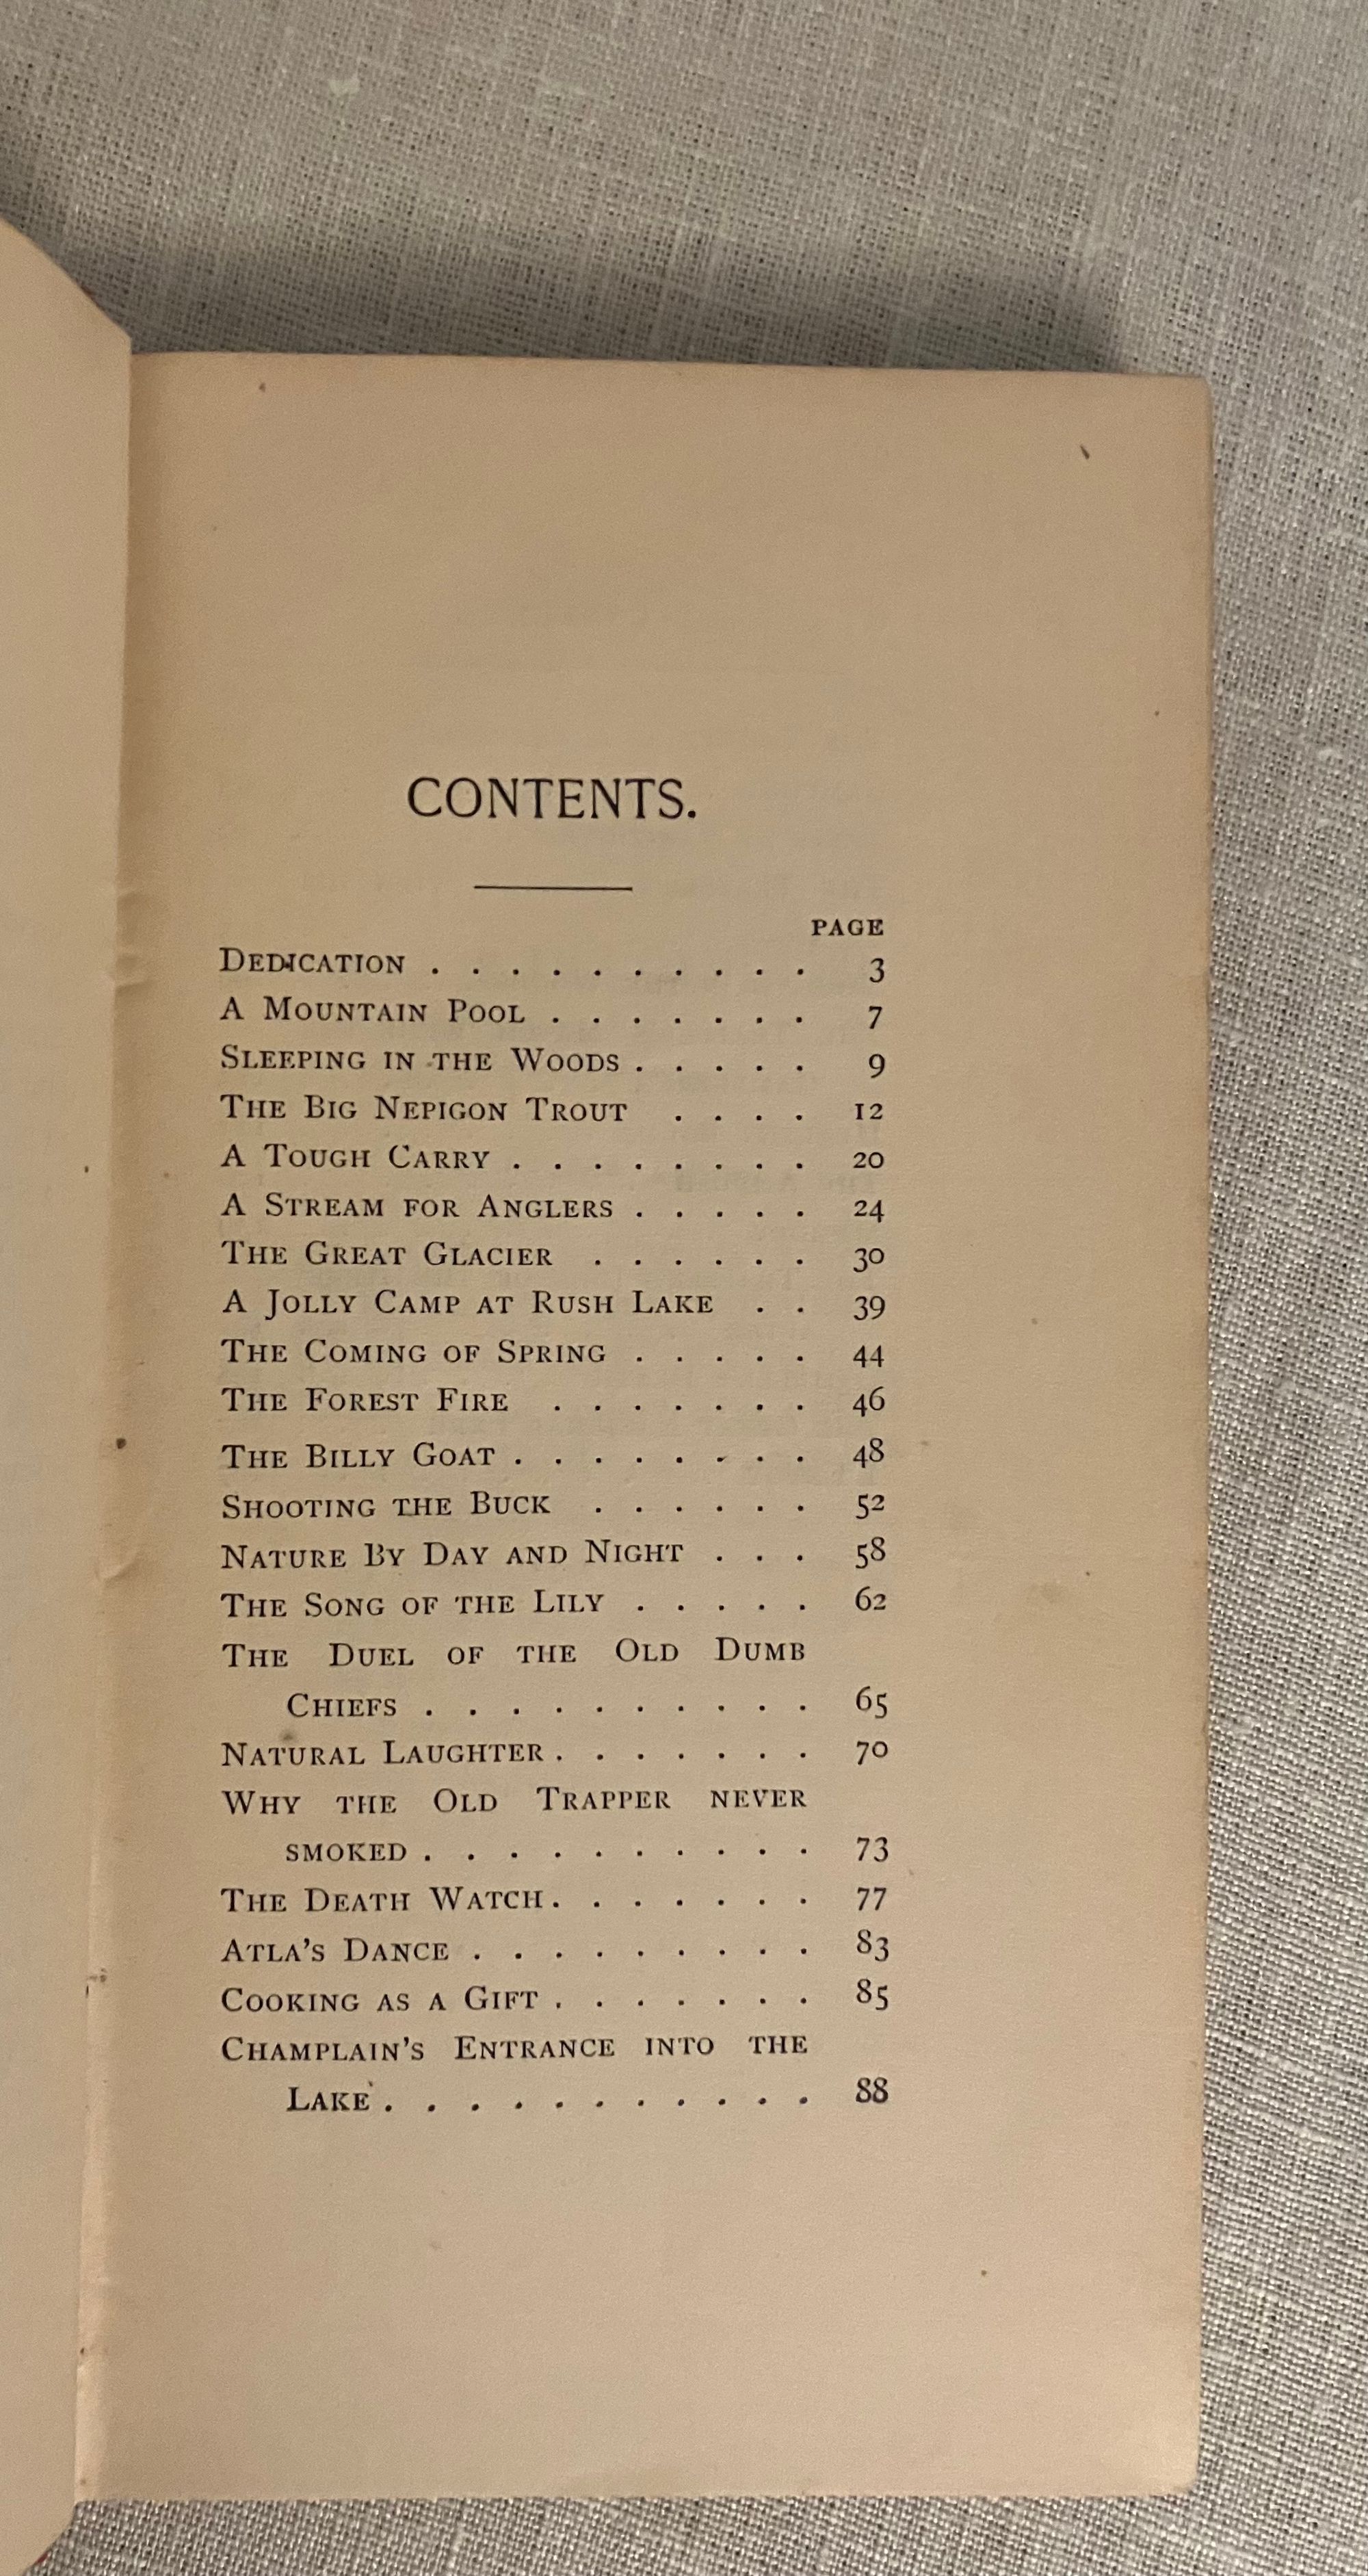 CONTENTS.
PAGE
DEDICATION . . . . . . . . . . 3
A MOUNTAIN POOL . . . . . . . 7
SLEEPING IN THE WOODS . . . . . 9
THE BIG NEPIGON TROUT . . . . 12
A TOUGH CARRY . . . . . . . . 20
A STREAM FOR ANGLERS . . . . . 24
THE GREAT GLACIER . . . . . . 30
A JOLLY CAMP AT RUSH LAKE . . 39
THE COMING OF SPRING . . . . . 44
THE FOREST FIRE . . . . . . . 46
THE BILLY GOAT . . . . . . . . 48
SHOOTING THE BUCK . . . . . . 52
NATURE BY DAY AND NIGHT . . . 58
THE SONG OF THE LILY . . . . . 62
THE DUEL OF THE OLD DUMB
CHIEFS . . . . . . . . . . 65
NATURAL LAUGHTER . . . . . . . 70
WHY THE OLD TRAPPER NEVER
SMOKED . . . . . . . . . . 73
THE DEATH WATCH . . . . . . . 77
ATLA'S DANCE . . . . . . . . . 83
COOKING AS A GIFT . . . . . . . 85
CHAMPLAIN'S ENTRANCE INTO THE
LAKE . . . . . . . . . . . 88